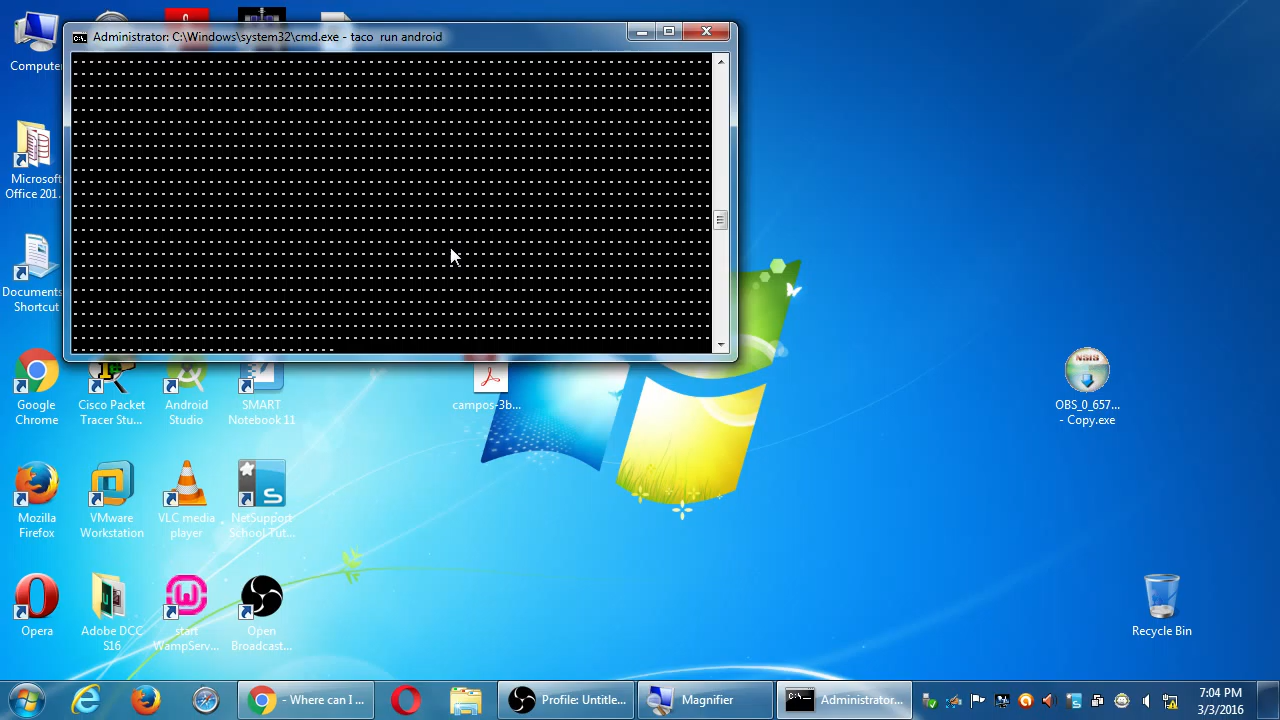 Administrator: C:\Windows\system32\cmd.exe - taco  run android
Computer
Microsoft
Office 201...
Documents
Shortcut
Google
Chrome
Cisco Packet
Tracer Stu...
Android
Studio
SMART
Notebook 11
campos-3b...
NSIS
OBS_0_657...
- Copy.exe
Mozilla
Firefox
VMware
Workstation
VLC media
player
NetSupport
School Tut...
Opera
Adobe DCC
S16
start
WampServ...
Open
Broadcast...
Recycle Bin
- Where can I ...
Profile: Untitle...
Magnifier
Administrator...
7:04 PM
3/3/2016